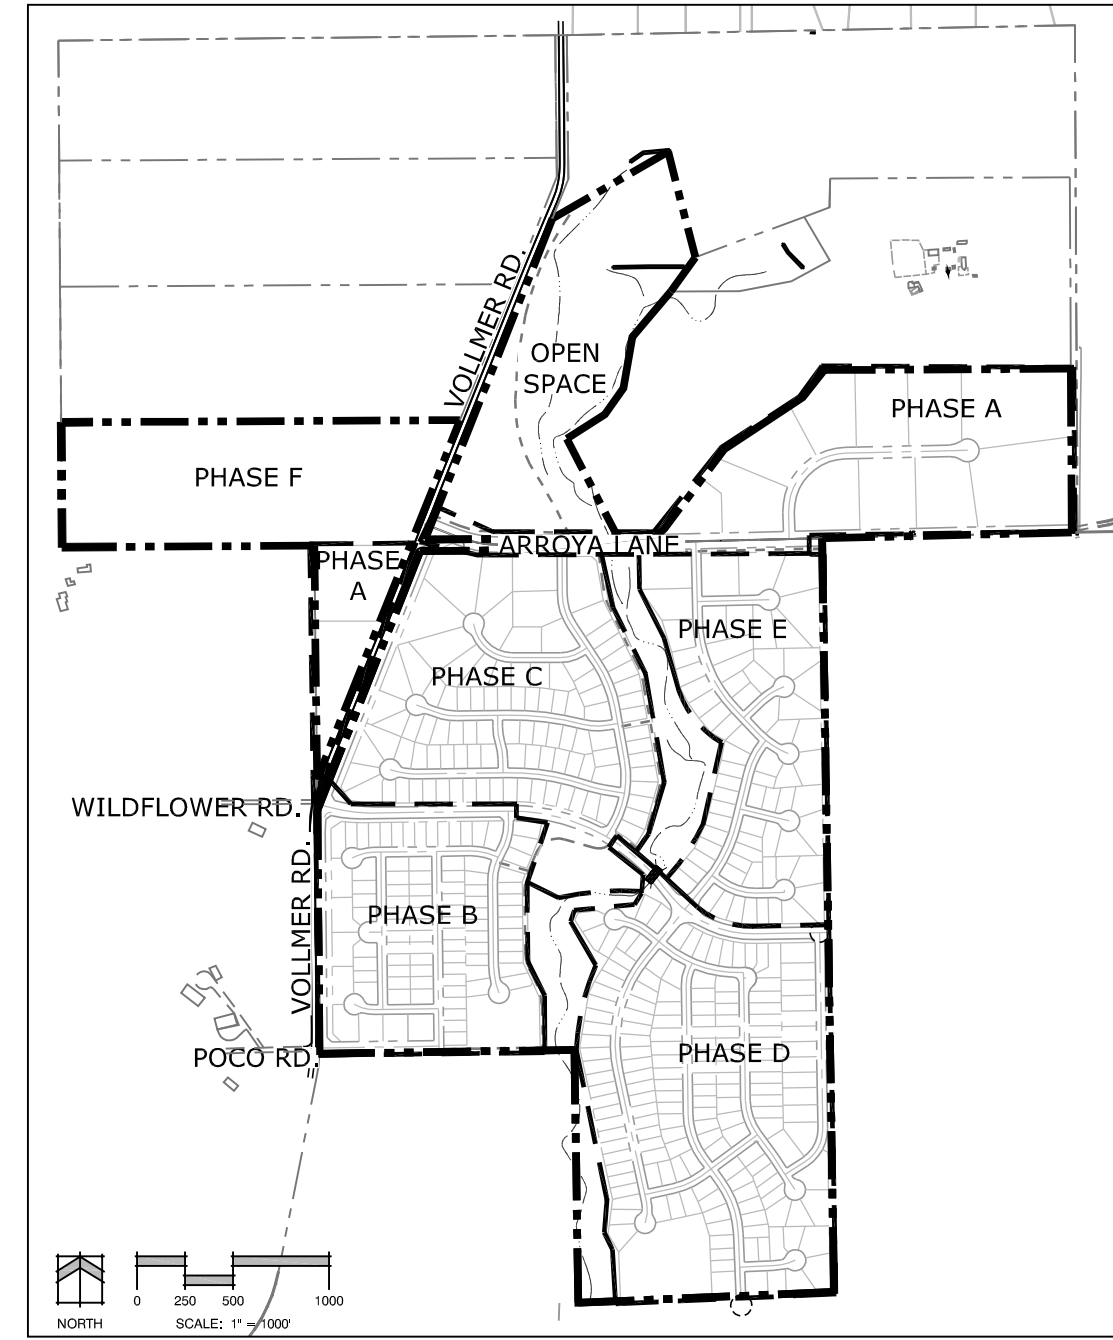 VOLLMER RD.
OPEN
SPACE
PHASE A
PHASE F
ARROYA LANE
PHASE
A
PHASE E
PHASE C
WILDFLOWER RD.
VOLLMER RD.
PHASE B
POCO RD.
PHASE D
0 250 500 1000
NORTH SCALE: 1" = 1000'